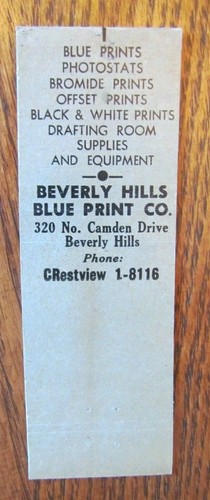 BLUE PRINTS
PHOTOSTATS
BROMIDE PRINTS
OFFSET PRINTS
BLACK & WHITE PRINTS
DRAFTING ROOM
SUPPLIES
AND EQUIPMENT
BEVERLY HILLS
BLUE PRINT CO.
320 No. Camden Drive
Beverly Hills
Phone:
CRestview 1-8116